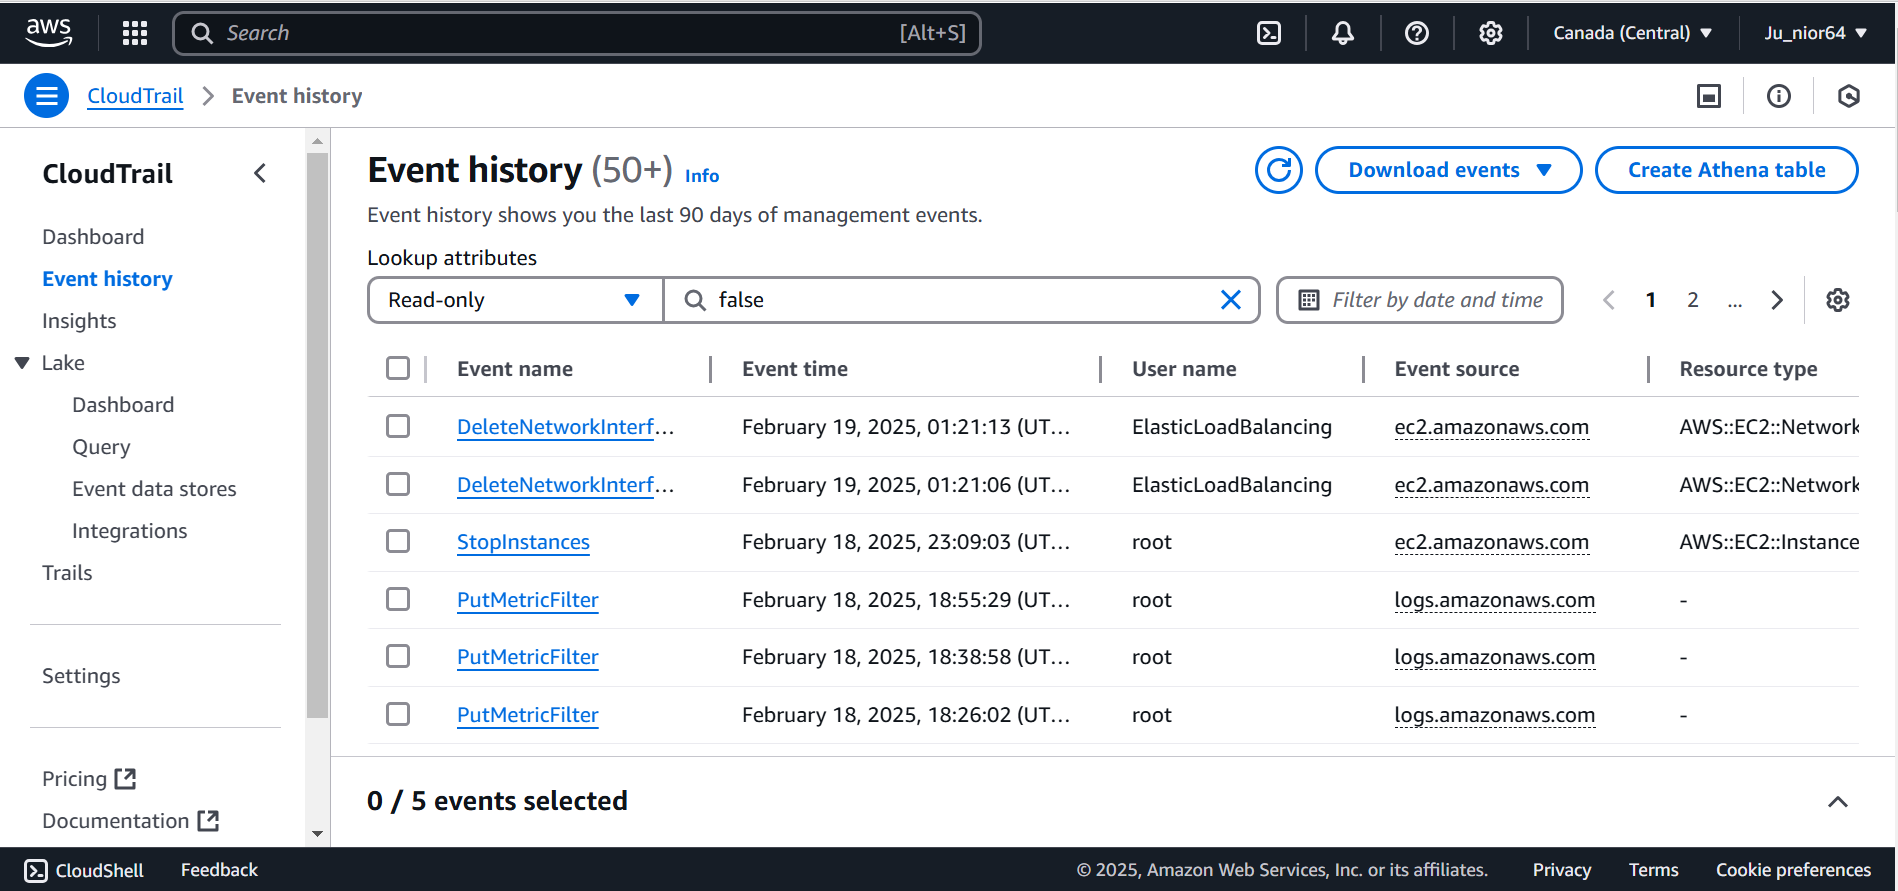 aws
Search [Alt+S]
Canada (Central)
Ju_nior64
CloudTrail
Event history
CloudTrail
Dashboard
Event history
Insights
Lake
Dashboard
Query
Event data stores
Integrations
Trails
Settings
Pricing
Documentation
Event history (50+) Info
Download events
Create Athena table
Event history shows you the last 90 days of management events.
Lookup attributes
Read-only
false
Filter by date and time
1 2 ...
Event name Event time User name Event source Resource type
DeleteNetworkInterf... February 19, 2025, 01:21:13 (UT... ElasticLoadBalancing ec2.amazonaws.com AWS::EC2::Network
DeleteNetworkInterf... February 19, 2025, 01:21:06 (UT... ElasticLoadBalancing ec2.amazonaws.com AWS::EC2::Network
StopInstances February 18, 2025, 23:09:03 (UT... root ec2.amazonaws.com AWS::EC2::Instance
PutMetricFilter February 18, 2025, 18:55:29 (UT... root logs.amazonaws.com -
PutMetricFilter February 18, 2025, 18:38:58 (UT... root logs.amazonaws.com -
PutMetricFilter February 18, 2025, 18:26:02 (UT... root logs.amazonaws.com -
0 / 5 events selected
CloudShell Feedback © 2025, Amazon Web Services, Inc. or its affiliates. Privacy Terms Cookie preferences